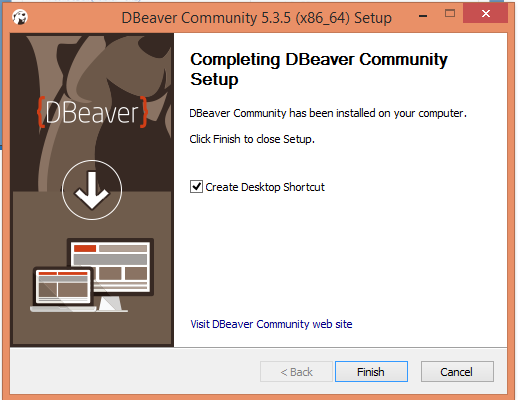 DBeaver Community 5.3.5 (x86_64) Setup
{DBeaver}
Completing DBeaver Community
Setup
DBeaver Community has been installed on your computer.
Click Finish to close Setup.
Create Desktop Shortcut
Visit DBeaver Community web site
< Back Finish Cancel